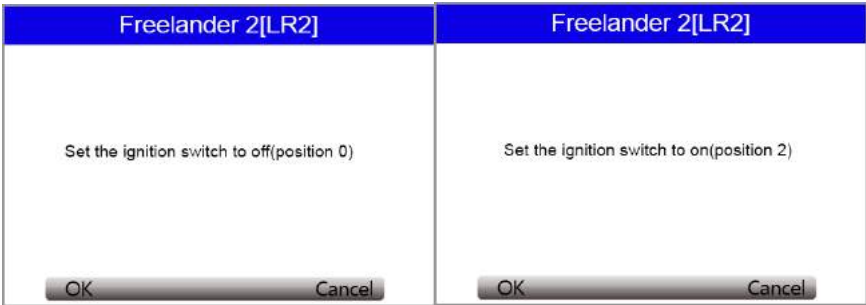 Freelander 2[LR2]
Set the ignition switch to off(position 0)
OK Cancel
Freelander 2[LR2]
Set the ignition switch to on(position 2)
OK Cancel